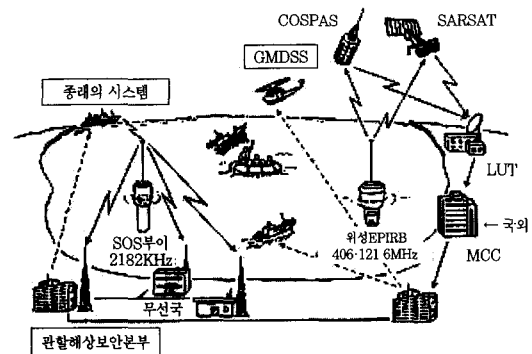 COSPAS
SARSAT
GMDSS
종래의 시스템
LUT
SOS부이
2182KHz
위성EPIRB
406·121 6MHz
국외
MCC
무선국
관할해상보안본부